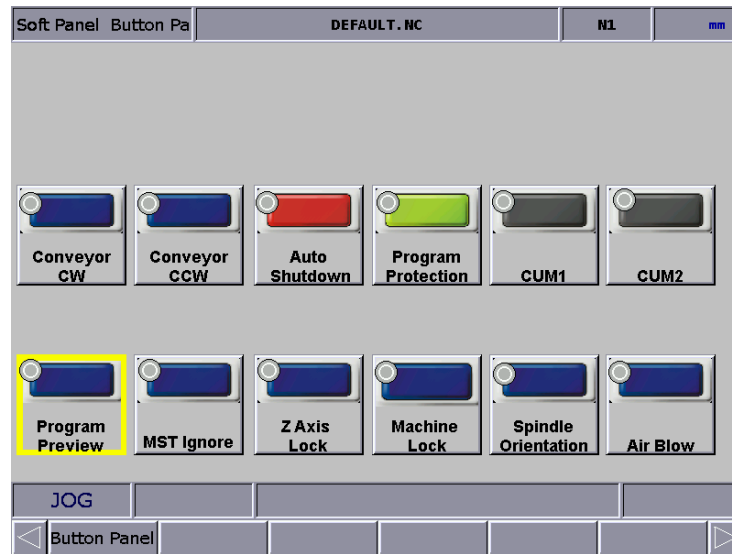 Soft Panel Button Pa
DEFAULT.NC
N1
mm
Conveyor
CW
Conveyor
CCW
Auto
Shutdown
Program
Protection
CUM1
CUM2
Program
Preview
MST Ignore
Z Axis
Lock
Machine
Lock
Spindle
Orientation
Air Blow
JOG
Button Panel